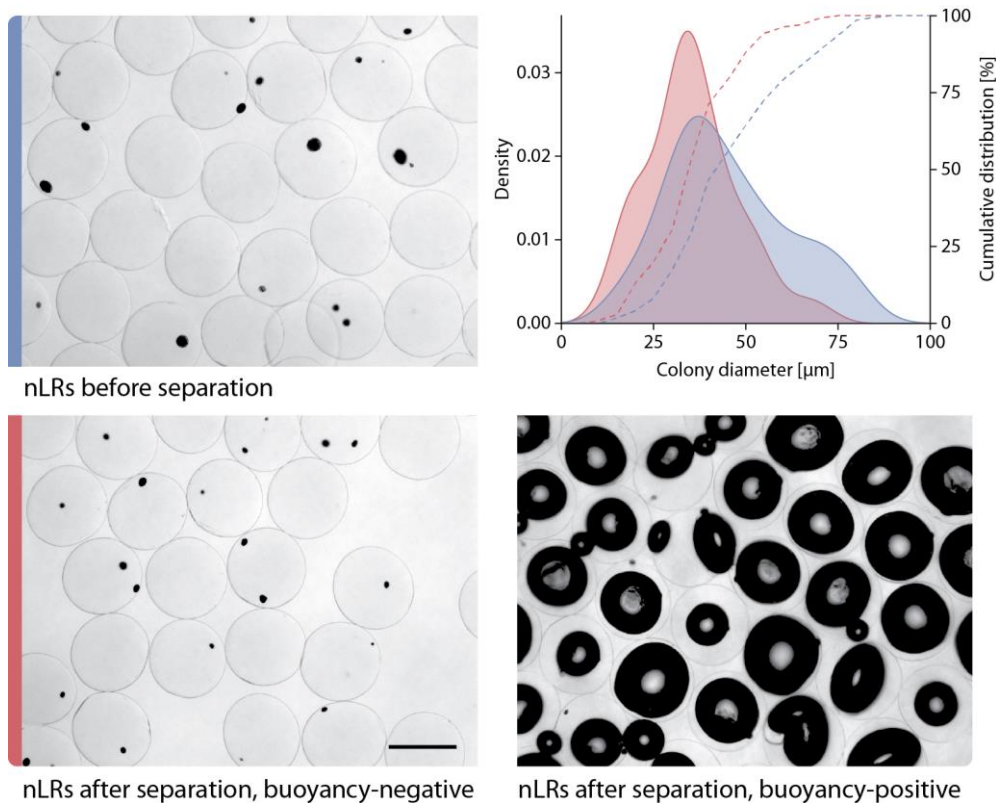 nLRs before separation
Density
0.03
0.02
0.01
0.00
0
25
50
75
100
Colony diameter [µm]
100
75
50
25
0
Cumulative distribution [%]
nLRs after separation, buoyancy-negative
nLRs after separation, buoyancy-positive